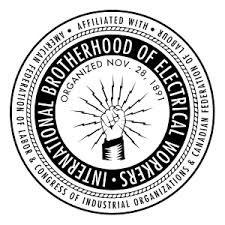 AFFILIATED WITH
AMERICAN FEDERATION OF LABOR & CONGRESS OF INDUSTRIAL ORGANIZATIONS & CANADIAN FEDERATION OF LABOUR
INTERNATIONAL BROTHERHOOD OF ELECTRICAL WORKERS
ORGANIZED NOV. 28, 1891